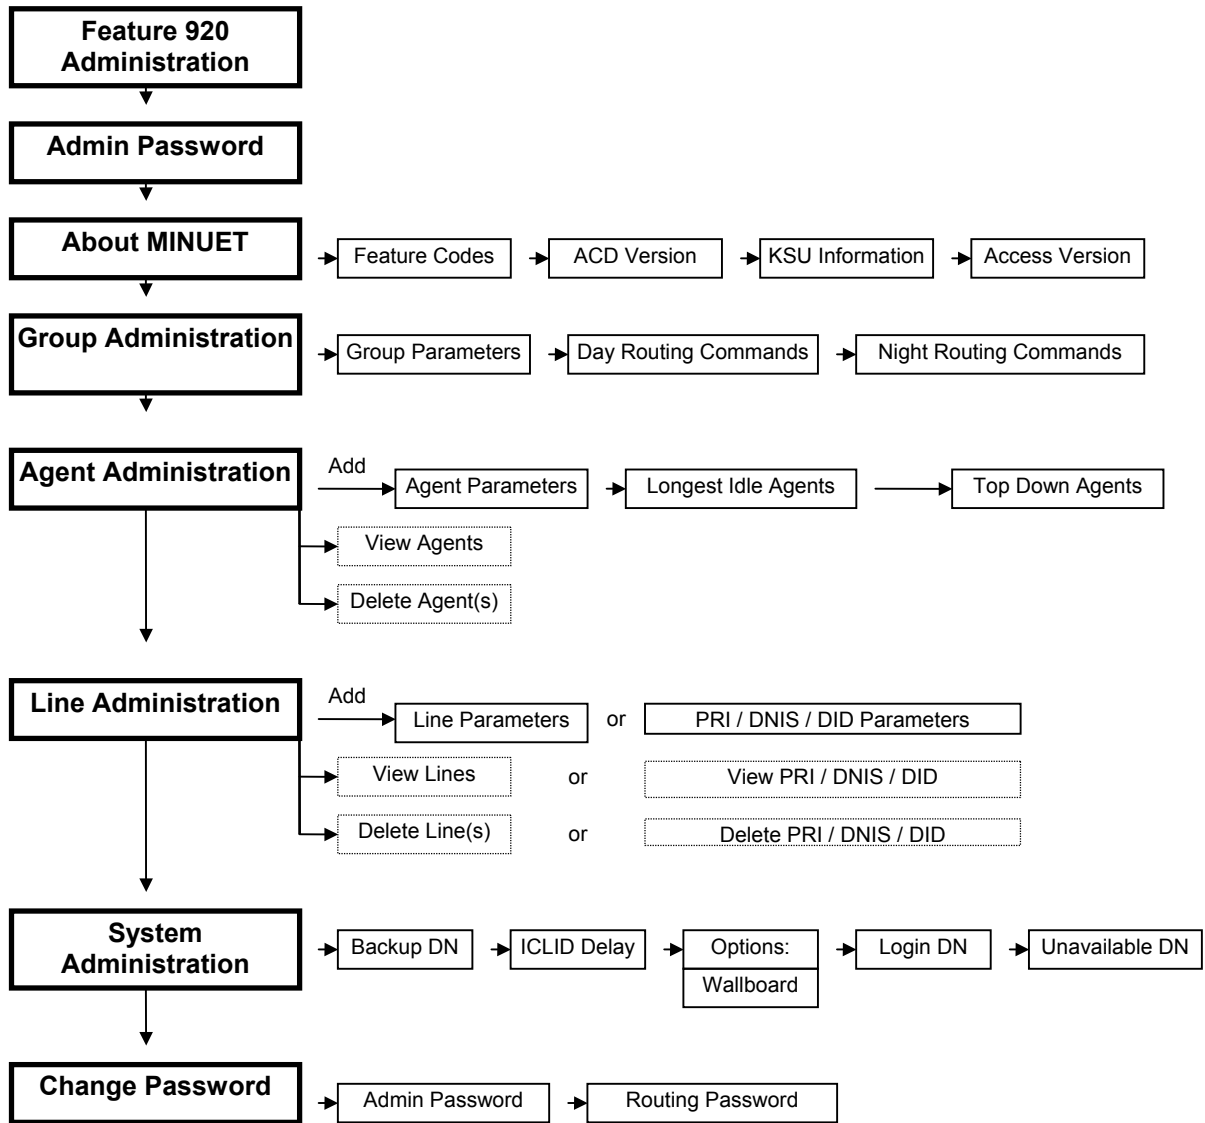 Feature 920
Administration
Admin Password
About MINUET
Feature Codes
ACD Version
KSU Information
Access Version
Group Administration
Group Parameters
Day Routing Commands
Night Routing Commands
Agent Administration
Add
Agent Parameters
Longest Idle Agents
Top Down Agents
View Agents
Delete Agent(s)
Line Administration
Add
Line Parameters
or
PRI / DNIS / DID Parameters
View Lines
or
View PRI / DNIS / DID
Delete Line(s)
or
Delete PRI / DNIS / DID
System
Administration
Backup DN
ICLID Delay
Options:
Wallboard
Login DN
Unavailable DN
Change Password
Admin Password
Routing Password